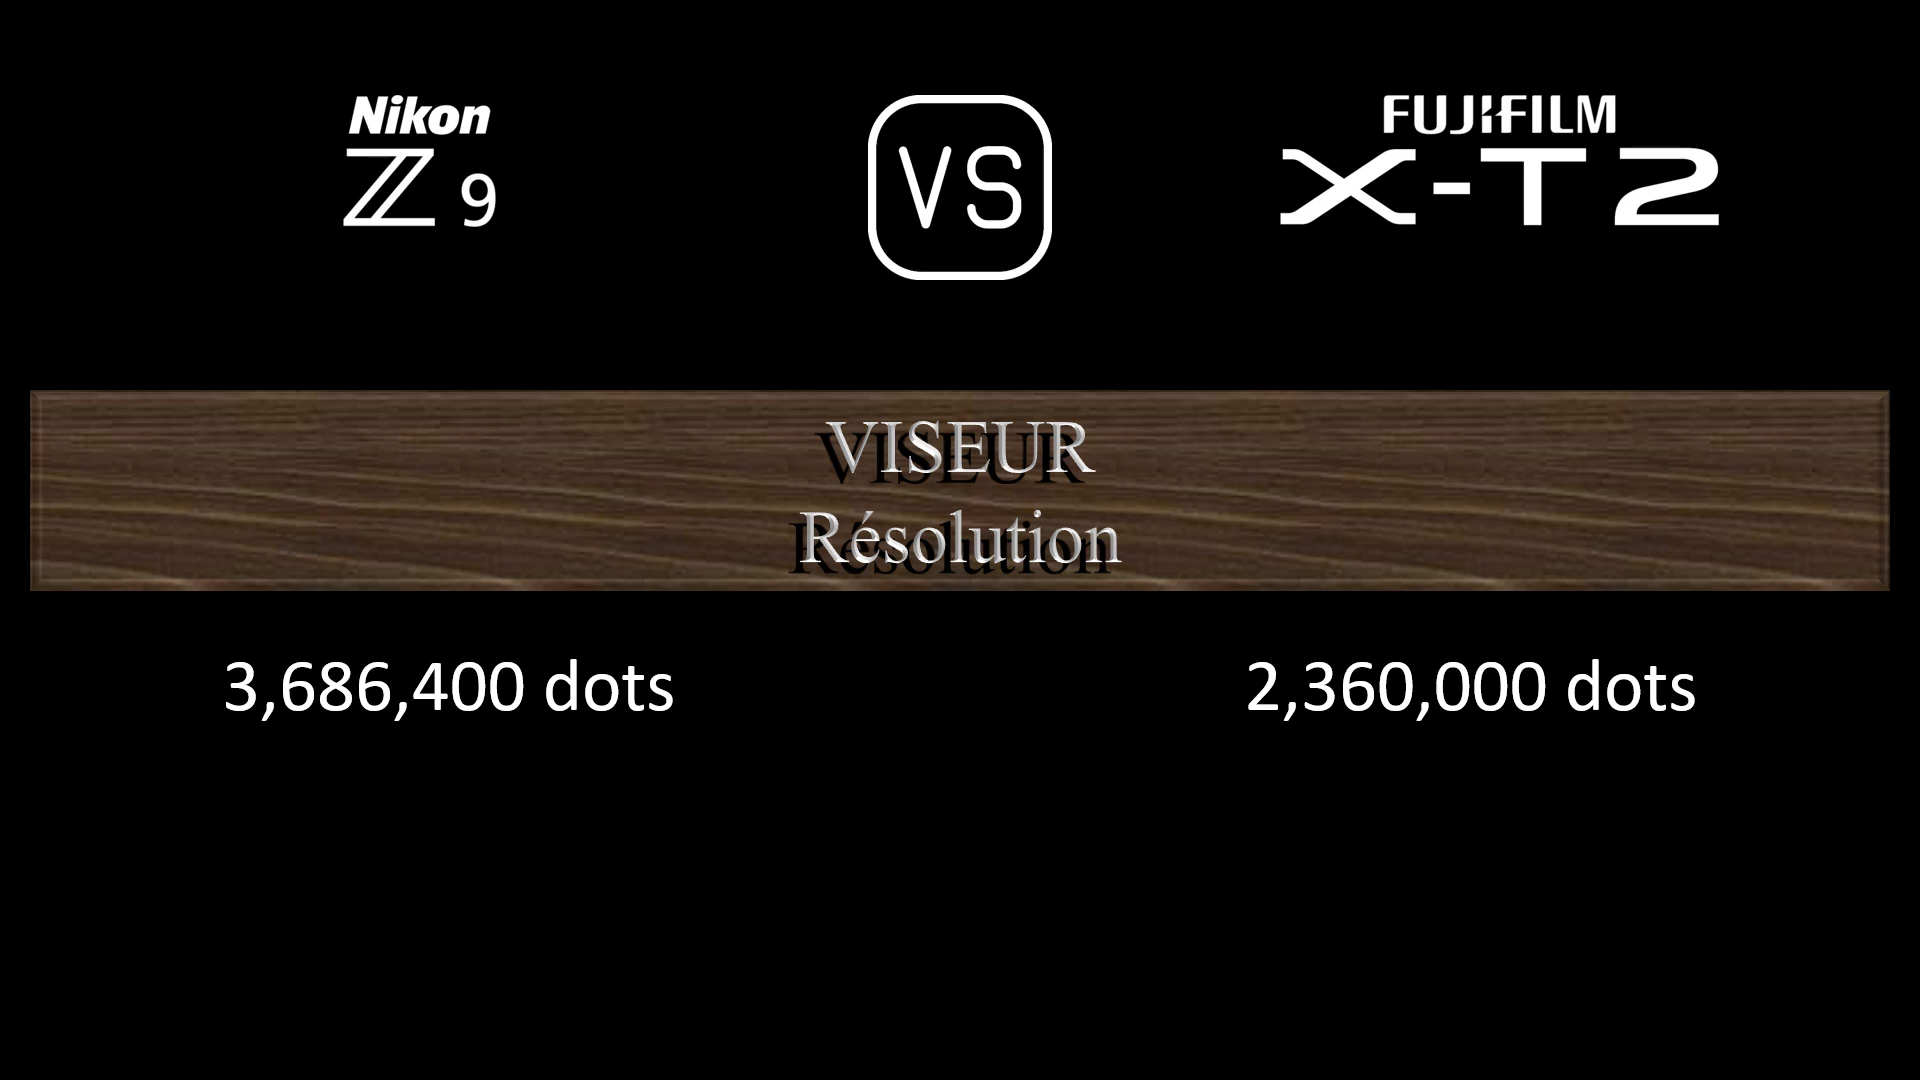 Nikon
Z 9
VS
FUJIFILM
X-T2
VISEUR
Résolution
3,686,400 dots
2,360,000 dots